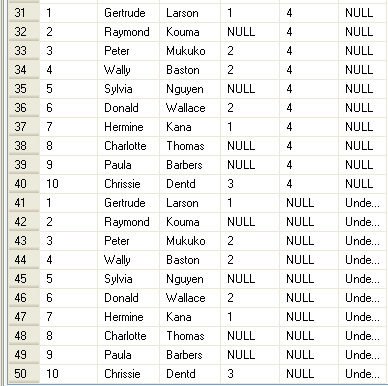 31 1 Gertrude Larson 1 4 NULL
32 2 Raymond Kouma NULL 4 NULL
33 3 Peter Mukuko 2 4 NULL
34 4 Wally Baston 2 4 NULL
35 5 Sylvia Nguyen NULL 4 NULL
36 6 Donald Wallace 2 4 NULL
37 7 Hermine Kana 1 4 NULL
38 8 Charlotte Thomas NULL 4 NULL
39 9 Paula Barbers NULL 4 NULL
40 10 Chrissie Dentd 3 4 NULL
41 1 Gertrude Larson 1 NULL Unde...
42 2 Raymond Kouma NULL NULL Unde...
43 3 Peter Mukuko 2 NULL Unde...
44 4 Wally Baston 2 NULL Unde...
45 5 Sylvia Nguyen NULL NULL Unde...
46 6 Donald Wallace 2 NULL Unde...
47 7 Hermine Kana 1 NULL Unde...
48 8 Charlotte Thomas NULL NULL Unde...
49 9 Paula Barbers NULL NULL Unde...
50 10 Chrissie Dentd 3 NULL Unde...